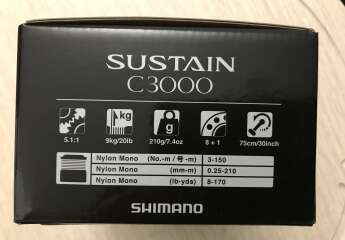 SUSTAIN
C3000
kg
g
5.1:1 9kg/20lb 210g/7.4oz 8+1 75cm/30inch
Nylon Mono (No.-m / 号-m) 3-150
Nylon Mono (mm-m) 0.25-210
Nylon Mono (lb-yds) 8-170
SHIMANO